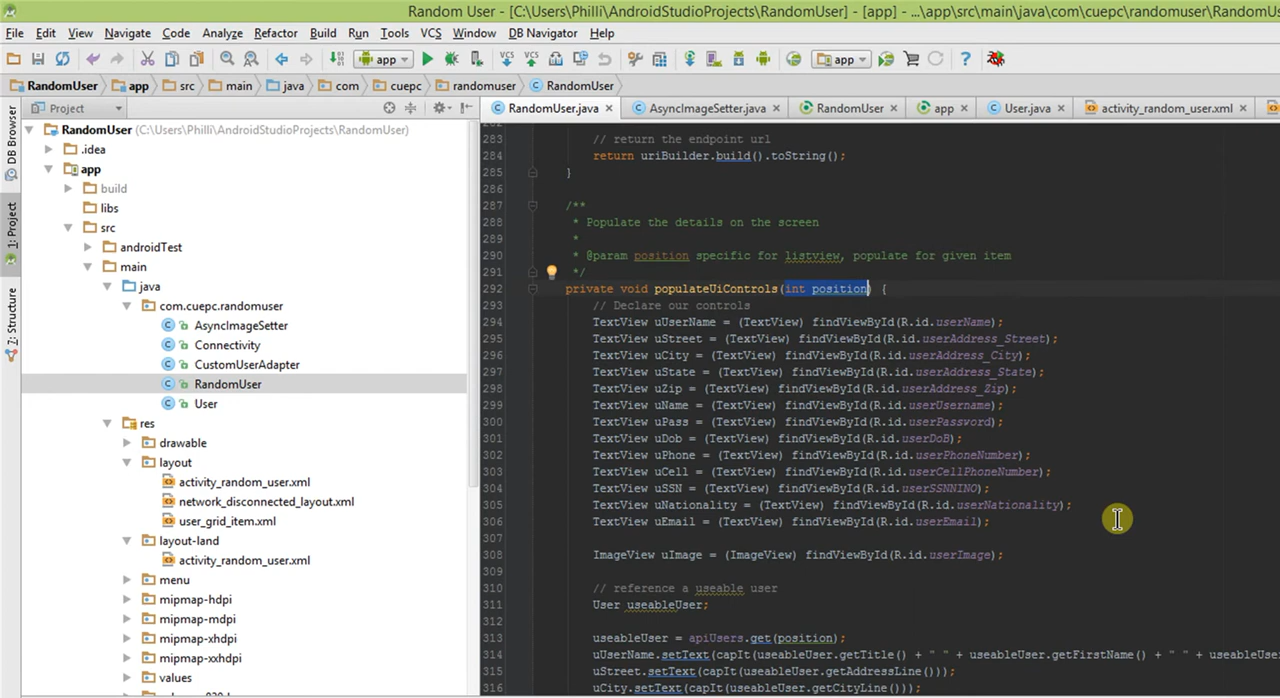 Random User - [C:\Users\Philli\AndroidStudioProjects\RandomUser] - [app] - ...\app\src\main\java\com\cuepc\randomuser\RandomUs
File Edit View Navigate Code Analyze Refactor Build Run Tools VCS Window DB Navigator Help
app VCS VCS app ?
RandomUser app src main java com cuepc randomuser RandomUser
Project RandomUser.java AsyncImageSetter.java RandomUser app User.java activity_random_user.xml
DB Browser
1: Project
7: Structure
RandomUser (C:\Users\Philli\AndroidStudioProjects\RandomUser)
.idea
app
build
libs
src
androidTest
main
java
com.cuepc.randomuser
AsyncImageSetter
Connectivity
CustomUserAdapter
RandomUser
User
res
drawable
layout
activity_random_user.xml
network_disconnected_layout.xml
user_grid_item.xml
layout-land
activity_random_user.xml
menu
mipmap-hdpi
mipmap-mdpi
mipmap-xhdpi
mipmap-xxhdpi
values
283 // return the endpoint url
284 return uriBuilder.build().toString();
285 }
286
287 /**
288 * Populate the details on the screen
289 *
290 * @param position specific for listview, populate for given item
291 */
292 private void populateUiControls(int position) {
293 // Declare our controls
294 TextView uUserName = (TextView) findViewById(R.id.userName);
295 TextView uStreet = (TextView) findViewById(R.id.userAddress_Street);
296 TextView uCity = (TextView) findViewById(R.id.userAddress_City);
297 TextView uState = (TextView) findViewById(R.id.userAddress_State);
298 TextView uZip = (TextView) findViewById(R.id.userAddress_Zip);
299 TextView uName = (TextView) findViewById(R.id.userUsername);
300 TextView uPass = (TextView) findViewById(R.id.userPassword);
301 TextView uDob = (TextView) findViewById(R.id.userDoB);
302 TextView uPhone = (TextView) findViewById(R.id.userPhoneNumber);
303 TextView uCell = (TextView) findViewById(R.id.userCellPhoneNumber);
304 TextView uSSN = (TextView) findViewById(R.id.userSSNNINO);
305 TextView uNationality = (TextView) findViewById(R.id.userNationality);
306 TextView uEmail = (TextView) findViewById(R.id.userEmail);
307
308 ImageView uImage = (ImageView) findViewById(R.id.userImage);
309
310 // reference a useable user
311 User useableUser;
312
313 useableUser = apiUsers.get(position);
314 uUserName.setText(capIt(useableUser.getTitle() + " " + useableUser.getFirstName() + " " + useableUs
315 uStreet.setText(capIt(useableUser.getAddressLine()));
316 uCity.setText(capIt(useableUser.getCityLine()));